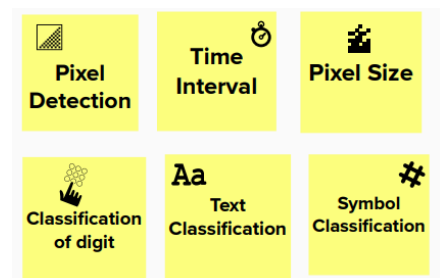 Pixel
Detection
Time
Interval
Pixel Size
Classification
of digit
Aa
Text
Classification
Symbol
Classification